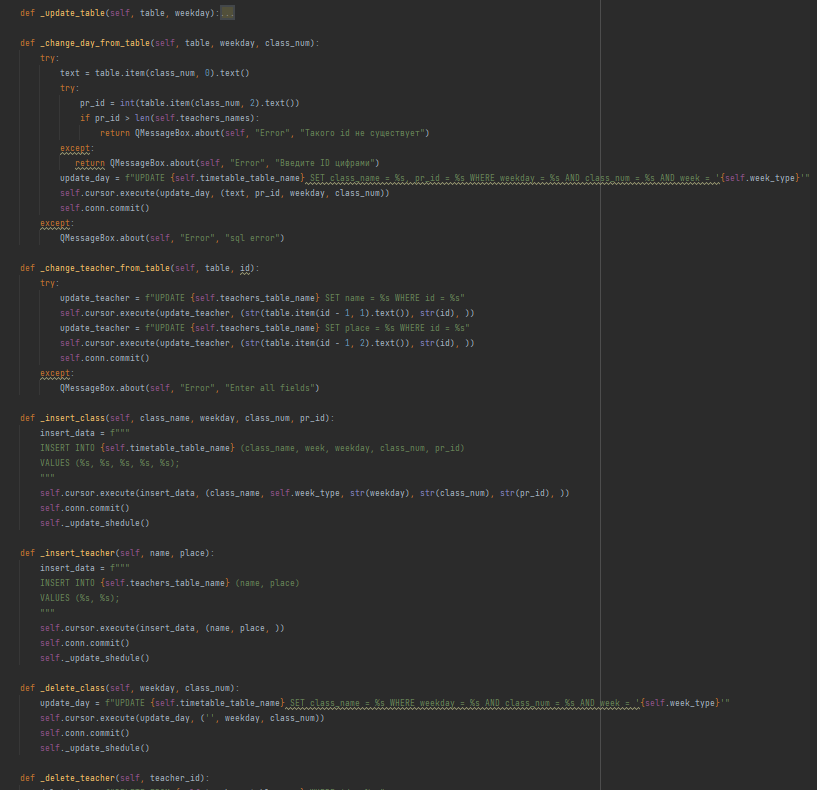 def _update_table(self, table, weekday):...
def _change_day_from_table(self, table, weekday, class_num):
try:
text = table.item(class_num, 0).text()
try:
pr_id = int(table.item(class_num, 2).text())
if pr_id > len(self.teachers_names):
return QMessageBox.about(self, "Error", "Такого id не существует")
except:
return QMessageBox.about(self, "Error", "Введите ID цифрами")
update_day = f"UPDATE {self.timetable_table_name} SET class_name = %s, pr_id = %s WHERE weekday = %s AND class_num = %s AND week = '{self.week_type}'"
self.cursor.execute(update_day, (text, pr_id, weekday, class_num))
self.conn.commit()
except:
QMessageBox.about(self, "Error", "sql error")
def _change_teacher_from_table(self, table, id):
try:
update_teacher = f"UPDATE {self.teachers_table_name} SET name = %s WHERE id = %s"
self.cursor.execute(update_teacher, (str(table.item(id - 1, 1).text()), str(id), ))
update_teacher = f"UPDATE {self.teachers_table_name} SET place = %s WHERE id = %s"
self.cursor.execute(update_teacher, (str(table.item(id - 1, 2).text()), str(id), ))
self.conn.commit()
except:
QMessageBox.about(self, "Error", "Enter all fields")
def _insert_class(self, class_name, weekday, class_num, pr_id):
insert_data = f"""
INSERT INTO {self.timetable_table_name} (class_name, week, weekday, class_num, pr_id)
VALUES (%s, %s, %s, %s, %s);
"""
self.cursor.execute(insert_data, (class_name, self.week_type, str(weekday), str(class_num), str(pr_id), ))
self.conn.commit()
self._update_shedule()
def _insert_teacher(self, name, place):
insert_data = f"""
INSERT INTO {self.teachers_table_name} (name, place)
VALUES (%s, %s);
"""
self.cursor.execute(insert_data, (name, place, ))
self.conn.commit()
self._update_shedule()
def _delete_class(self, weekday, class_num):
update_day = f"UPDATE {self.timetable_table_name} SET class_name = %s WHERE weekday = %s AND class_num = %s AND week = '{self.week_type}'"
self.cursor.execute(update_day, ('', weekday, class_num))
self.conn.commit()
self._update_shedule()
def _delete_teacher(self, teacher_id):